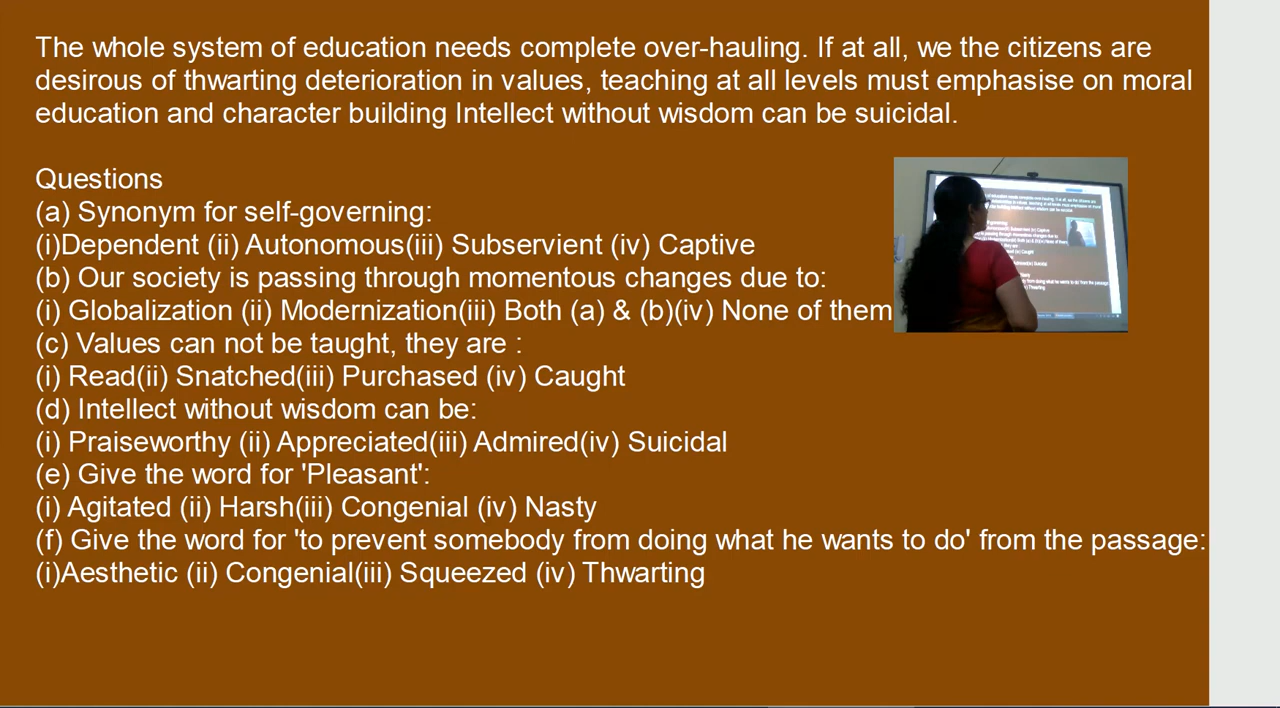 The whole system of education needs complete over-hauling. If at all, we the citizens are
desirous of thwarting deterioration in values, teaching at all levels must emphasise on moral
education and character building Intellect without wisdom can be suicidal.
Questions
(a) Synonym for self-governing:
(i)Dependent (ii) Autonomous(iii) Subservient (iv) Captive
(b) Our society is passing through momentous changes due to:
(i) Globalization (ii) Modernization(iii) Both (a) & (b)(iv) None of them
(c) Values can not be taught, they are :
(i) Read(ii) Snatched(iii) Purchased (iv) Caught
(d) Intellect without wisdom can be:
(i) Praiseworthy (ii) Appreciated(iii) Admired(iv) Suicidal
(e) Give the word for 'Pleasant':
(i) Agitated (ii) Harsh(iii) Congenial (iv) Nasty
(f) Give the word for 'to prevent somebody from doing what he wants to do' from the passage:
(i)Aesthetic (ii) Congenial(iii) Squeezed (iv) Thwarting